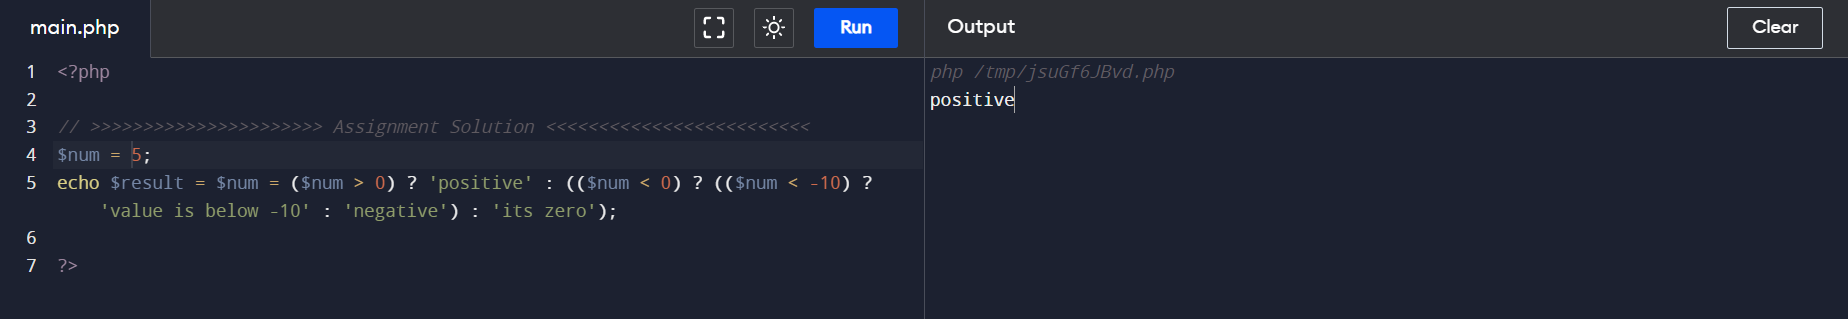 main.php
Run
Output
Clear
1 <?php
2
3 // >>>>>>>>>>>>>>>>>>>>>> Assignment Solution <<<<<<<<<<<<<<<<<<<<<<<<<
4 $num = 5;
5 echo $result = $num = ($num > 0) ? 'positive' : (($num < 0) ? (($num < -10) ?
'value is below -10' : 'negative') : 'its zero');
6
7 ?>
php /tmp/jsuGf6JBvd.php
positive